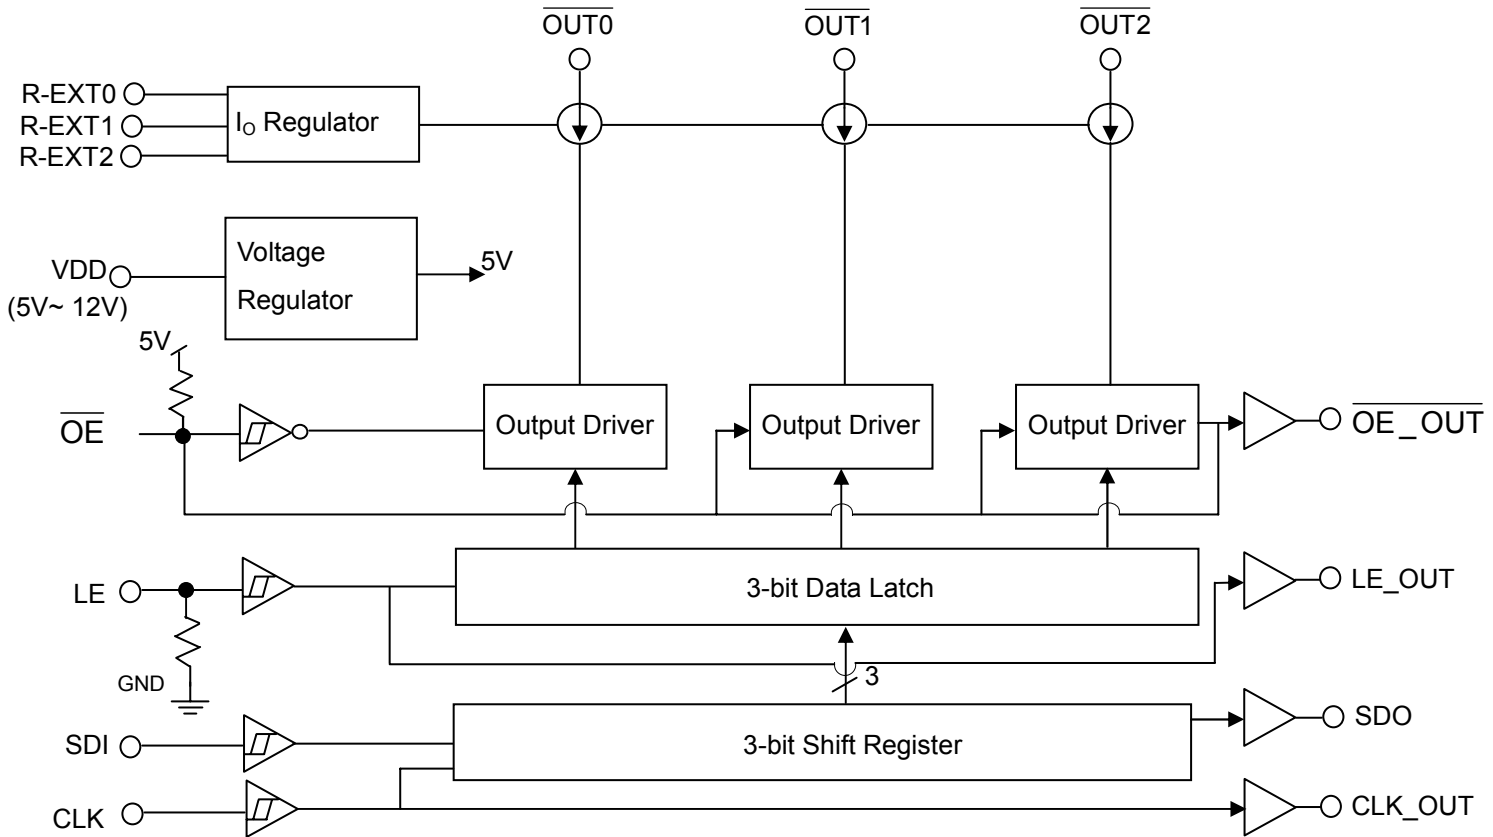 OUT0 OUT1 OUT2
R-EXT0
R-EXT1
R-EXT2
IO Regulator
VDD
(5V~ 12V)
Voltage
Regulator
5V
5V
OE
Output Driver
Output Driver
Output Driver
OE_OUT
LE
3-bit Data Latch
LE_OUT
GND
3
SDI
3-bit Shift Register
SDO
CLK
CLK_OUT